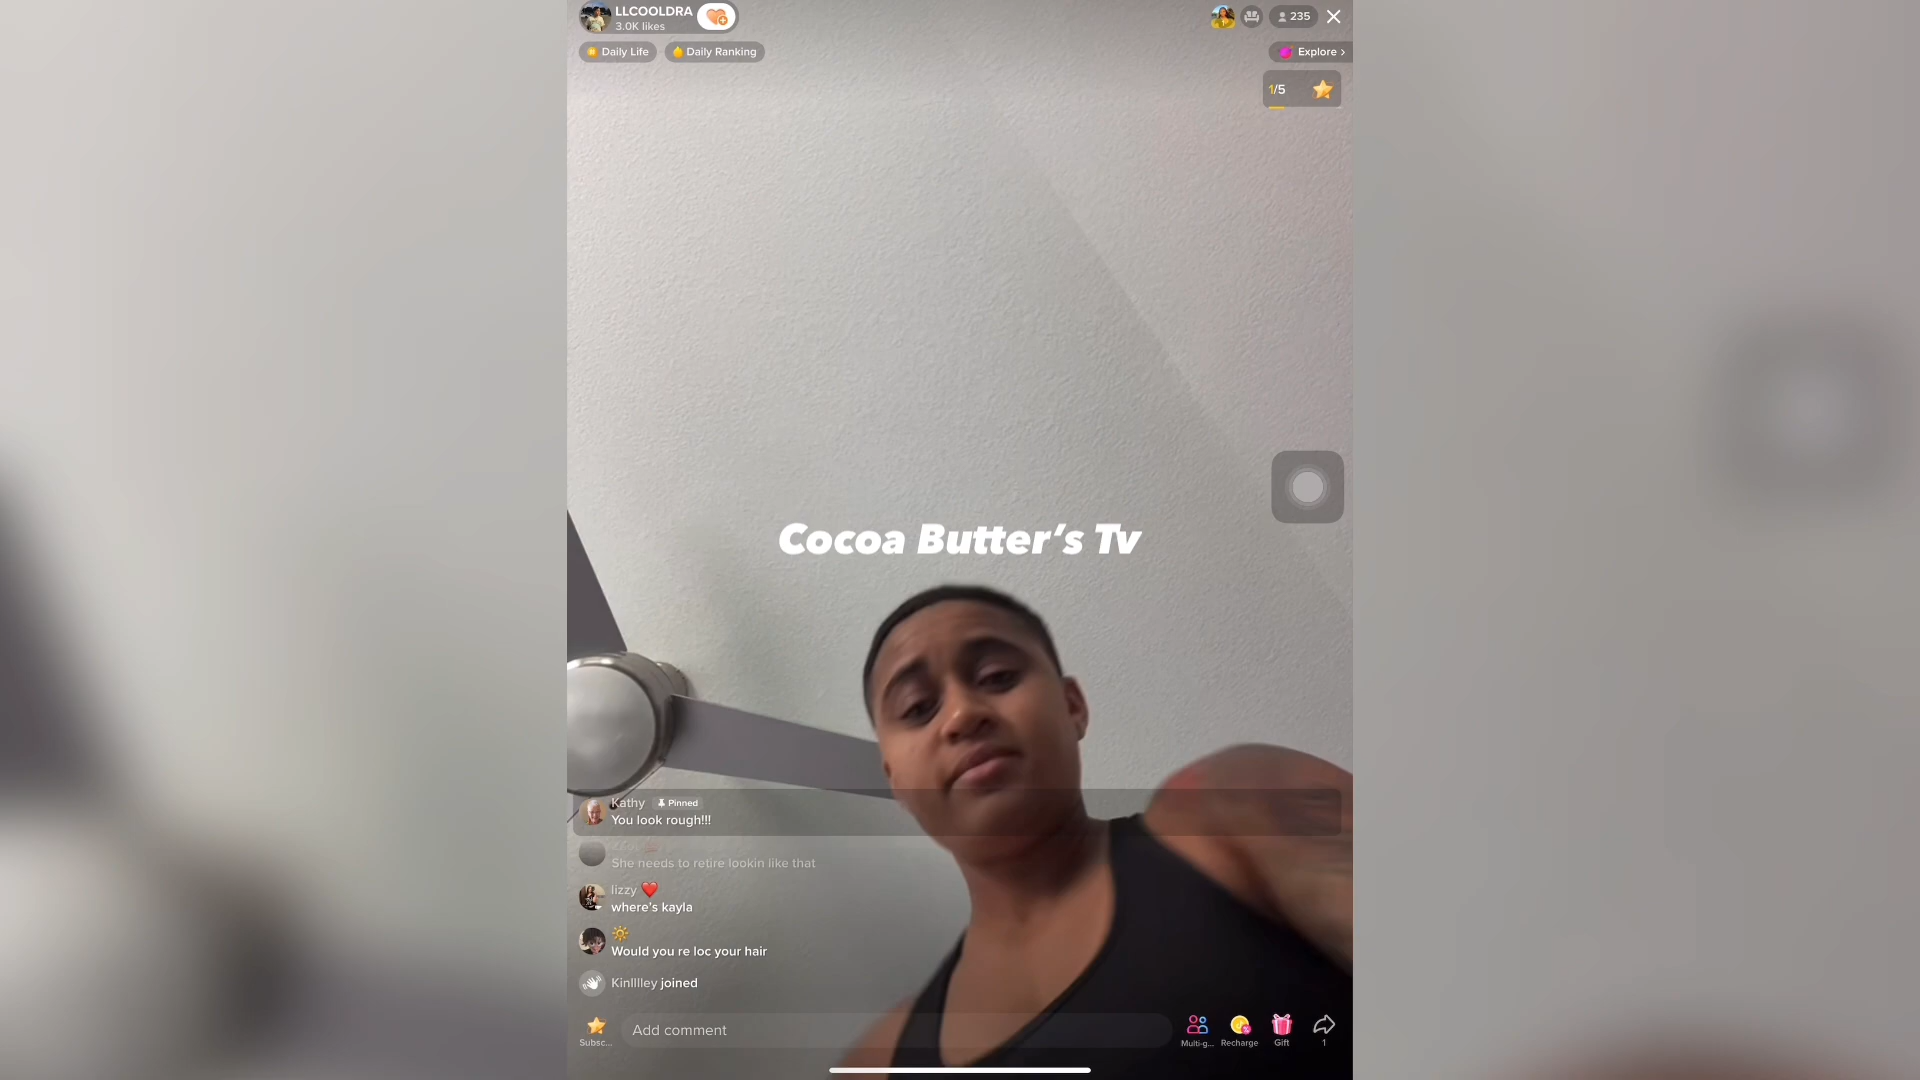 LLCOOLDRA
3.0K likes
235
Daily Life
Daily Ranking
Explore >
1/5
Cocoa Butter's Tv
Kathy
Pinned
You look rough!!!
She needs to retire lookin like that
lizzy ❤️
where's kayla
Would you re loc your hair
Kinlllley joined
Add comment
Subsc...
Multi-g...
Recharge
Gift
1